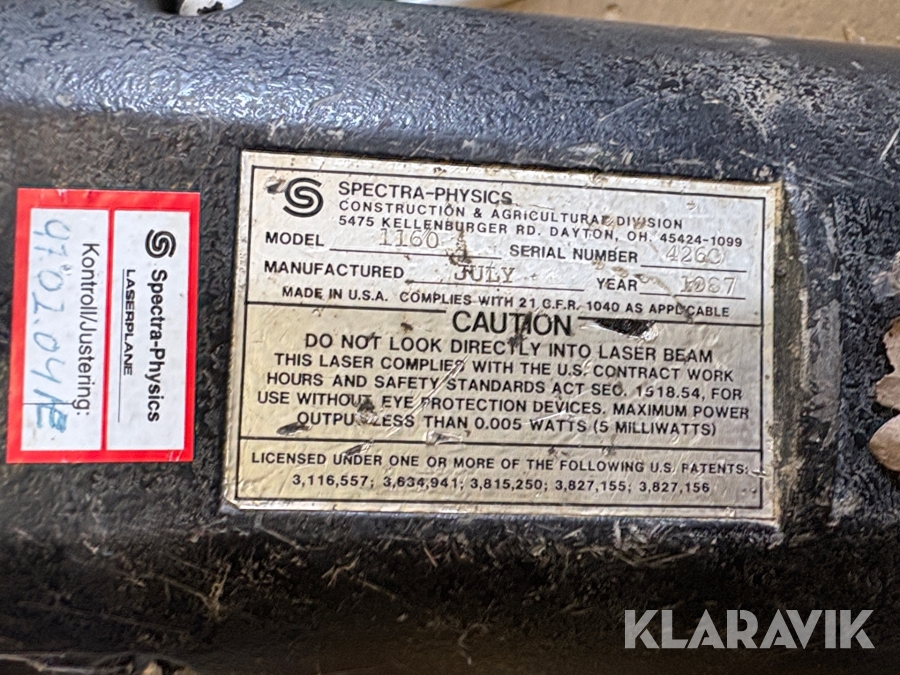 Spectra-Physics
LASERPLANE
Kontroll/Justering:
97.02.04
SPECTRA-PHYSICS
CONSTRUCTION & AGRICULTURAL DIVISION
5475 KELLENBURGER RD. DAYTON, OH. 45424-1099
MODEL 1160 SERIAL NUMBER
MANUFACTURED JULY YEAR 1987
MADE IN U.S.A. COMPLIES WITH 21 C.F.R. 1040 AS APPLICABLE
CAUTION
DO NOT LOOK DIRECTLY INTO LASER BEAM
THIS LASER COMPLIES WITH THE U.S. CONTRACT WORK
HOURS AND SAFETY STANDARDS ACT SEC. 1518.54, FOR
USE WITHOUT EYE PROTECTION DEVICES. MAXIMUM POWER
OUTPUT LESS THAN 0.005 WATTS (5 MILLIWATTS)
LICENSED UNDER ONE OR MORE OF THE FOLLOWING U.S. PATENTS:
3,116,557; 3,634,941; 3,815,250; 3,827,155; 3,827,156
KLARAVIK